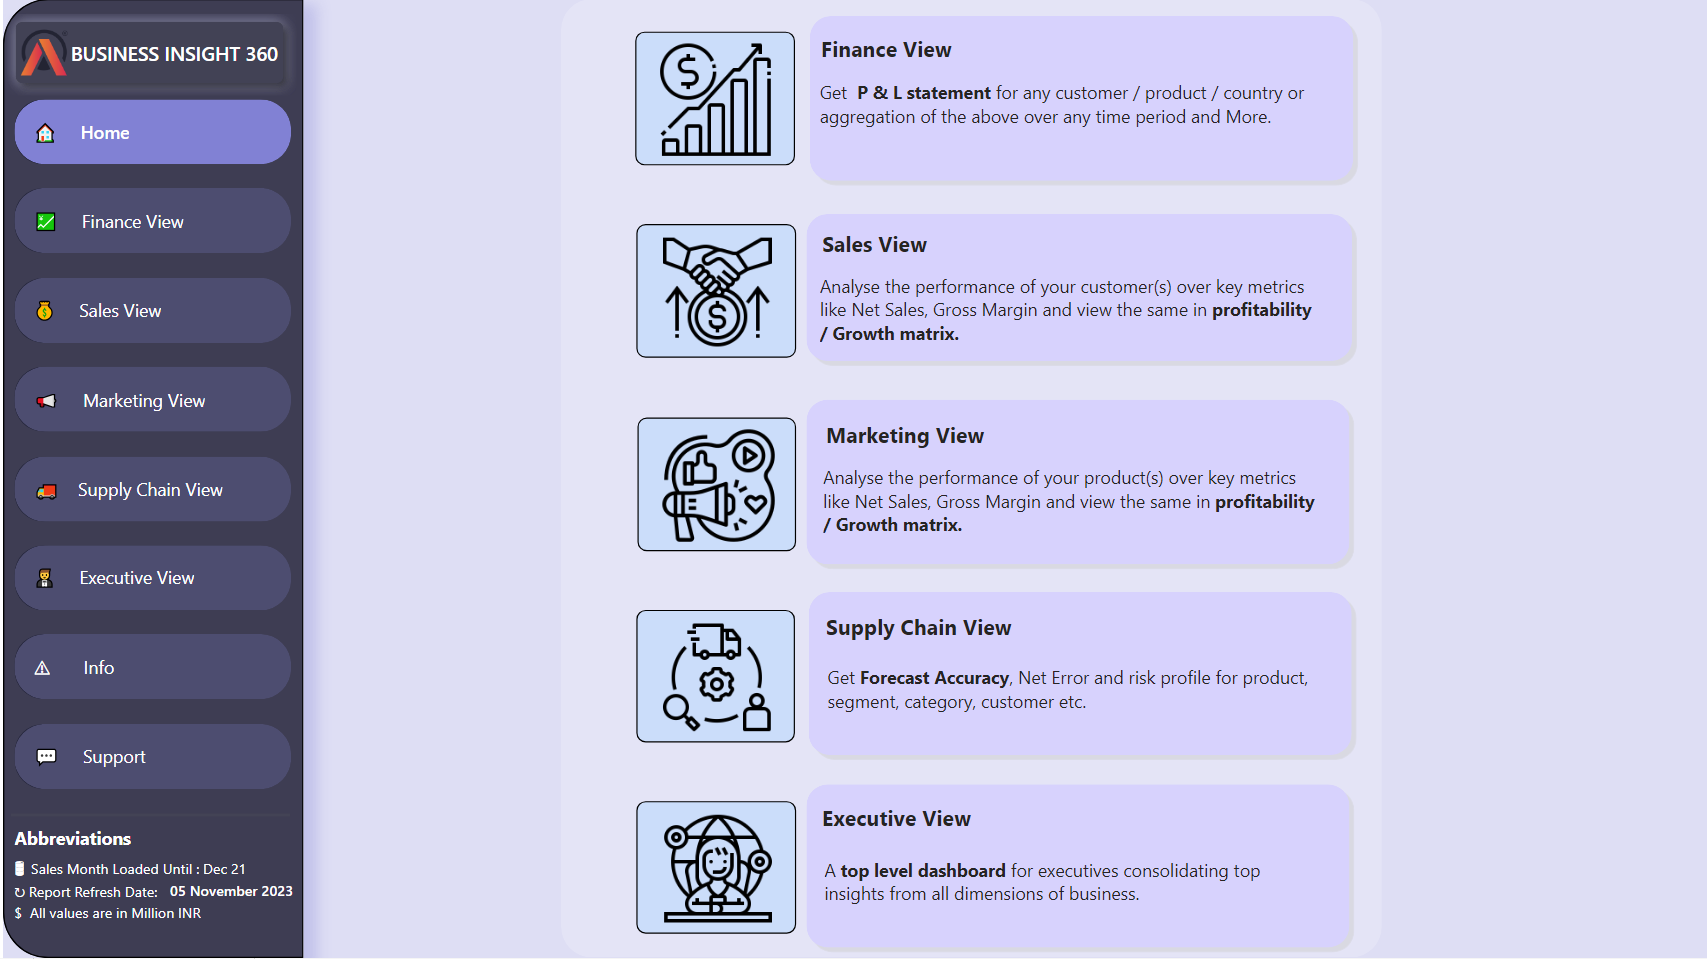 BUSINESS INSIGHT 360
Home
Finance View
Sales View
Marketing View
Supply Chain View
Executive View
Info
Support
Abbreviations
Sales Month Loaded Until : Dec 21
Report Refresh Date: 05 November 2023
$ All values are in Million INR
Finance View
Get P & L statement for any customer / product / country or
aggregation of the above over any time period and More.
Sales View
Analyse the performance of your customer(s) over key metrics
like Net Sales, Gross Margin and view the same in profitability
/ Growth matrix.
Marketing View
Analyse the performance of your product(s) over key metrics
like Net Sales, Gross Margin and view the same in profitability
/ Growth matrix.
Supply Chain View
Get Forecast Accuracy, Net Error and risk profile for product,
segment, category, customer etc.
Executive View
A top level dashboard for executives consolidating top
insights from all dimensions of business.